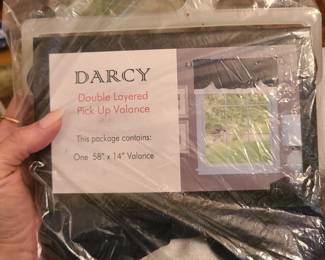 DARCY
Double Layered
Pick Up Valance
This package contains:
One 58" x 14" Valance